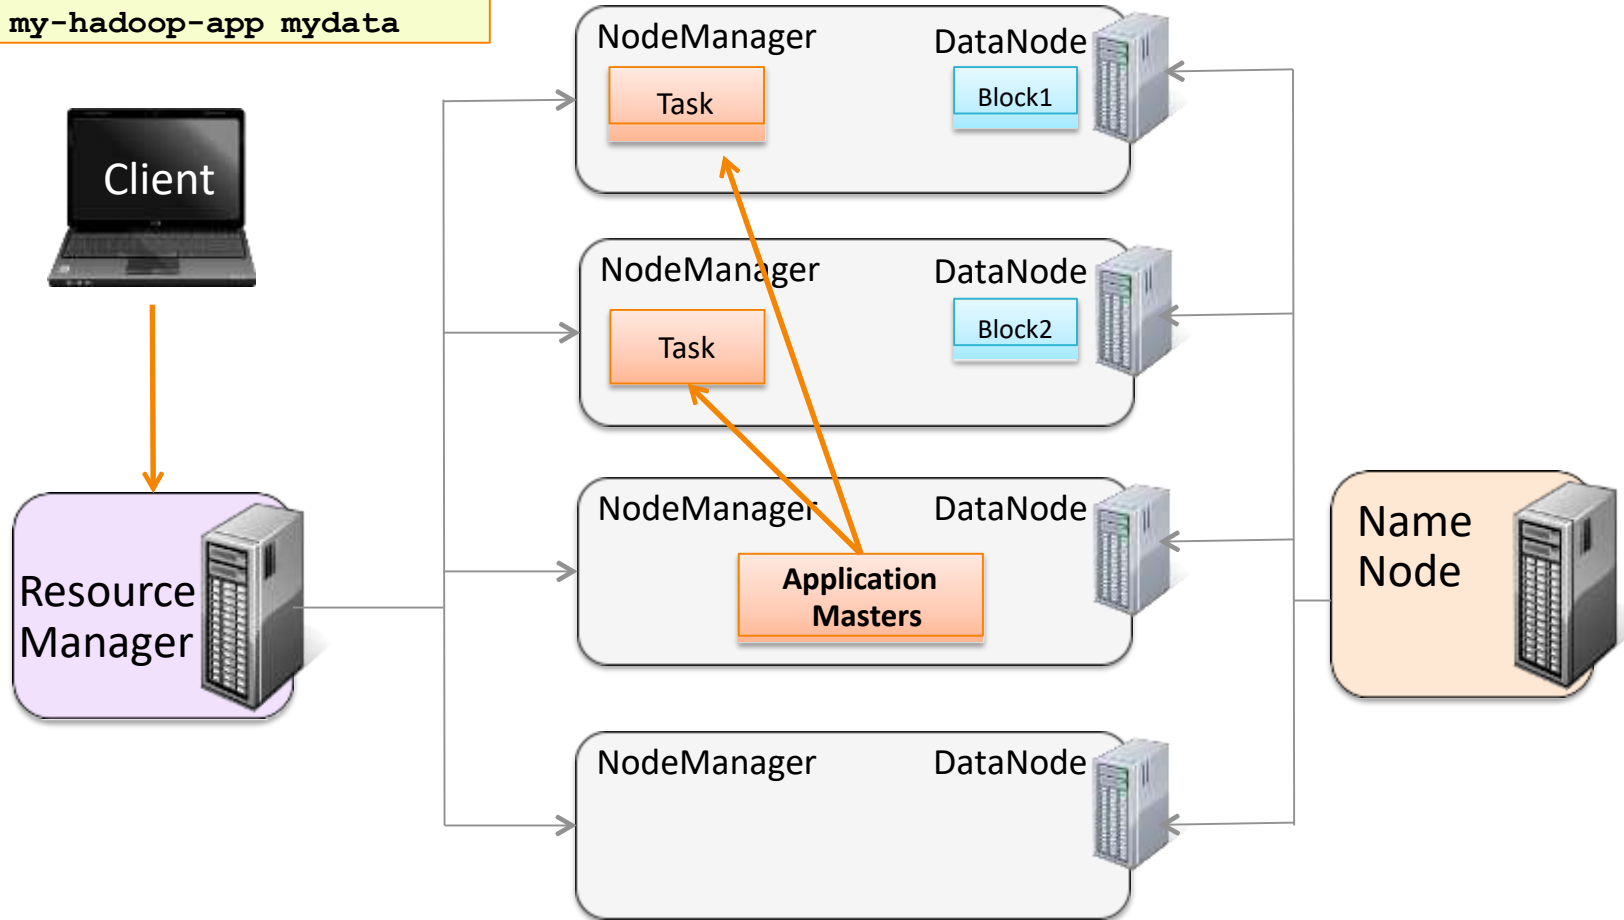 my-hadoop-app mydata
Client
Resource
Manager
NodeManager
DataNode
Task
Block1
NodeManager
DataNode
Task
Block2
NodeManager
DataNode
Application
Masters
NodeManager
DataNode
Name
Node